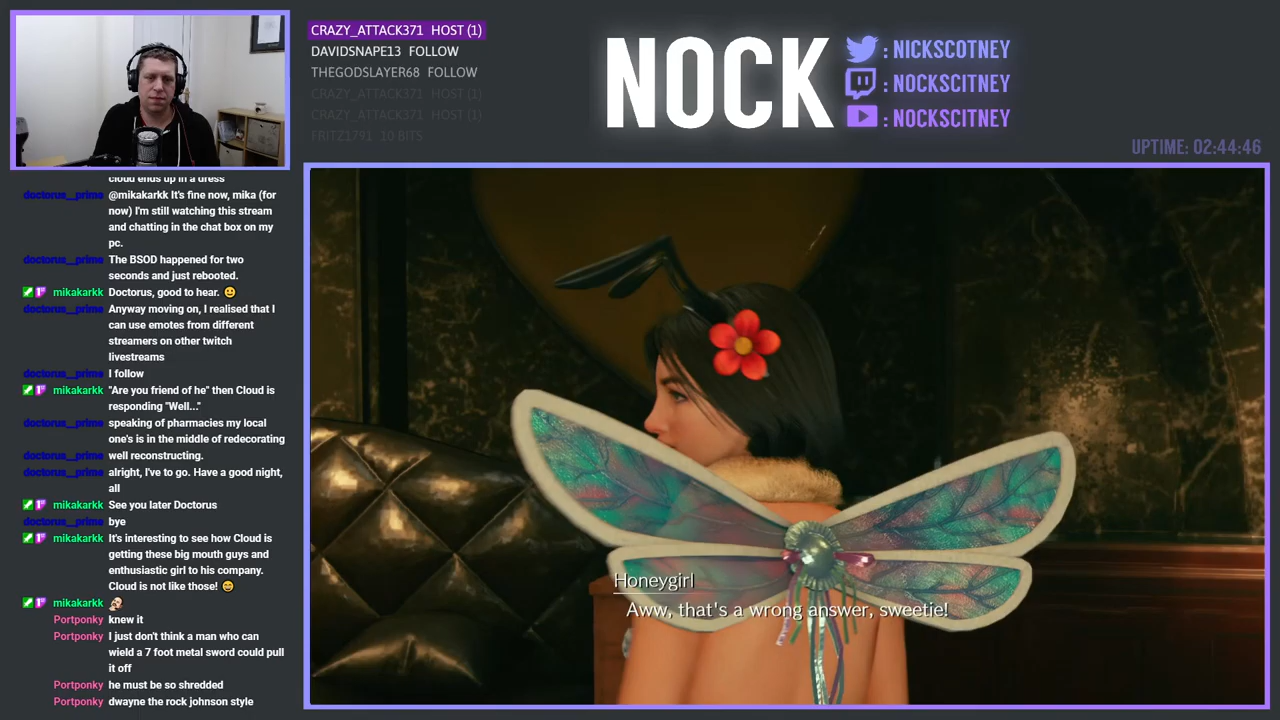 CRAZY_ATTACK371 HOST (1)
DAVIDSNAPE13 FOLLOW
THEGODSLAYER68 FOLLOW
CRAZY_ATTACK371 HOST (1)
CRAZY_ATTACK371 HOST (1)
FRITZ1791 10 BITS
NOCK
: NICKSCOTNEY
: NOCKSCITNEY
: NOCKSCITNEY
UPTIME: 02:44:46
cloud ends up in a dress
doctorus__prime @mikakarkk It's fine now, mika (for
now) I'm still watching this stream
and chatting in the chat box on my
pc.
doctorus__prime The BSOD happened for two
seconds and just rebooted.
mikakarkk Doctorus, good to hear. 🙂
doctorus__prime Anyway moving on, I realised that I
can use emotes from different
streamers on other twitch
livestreams
doctorus__prime I follow
mikakarkk "Are you friend of he" then Cloud is
responding "Well..."
doctorus__prime speaking of pharmacies my local
one's is in the middle of redecorating
doctorus__prime well reconstructing.
doctorus__prime alright, I've to go. Have a good night,
all
mikakarkk See you later Doctorus
doctorus__prime bye
mikakarkk It's interesting to see how Cloud is
getting these big mouth guys and
enthusiastic girl to his company.
Cloud is not like those! 😄
mikakarkk
Portponky knew it
Portponky I just don't think a man who can
wield a 7 foot metal sword could pull
it off
Portponky he must be so shredded
Portponky dwayne the rock johnson style
Honeygirl
Aww, that's a wrong answer, sweetie!